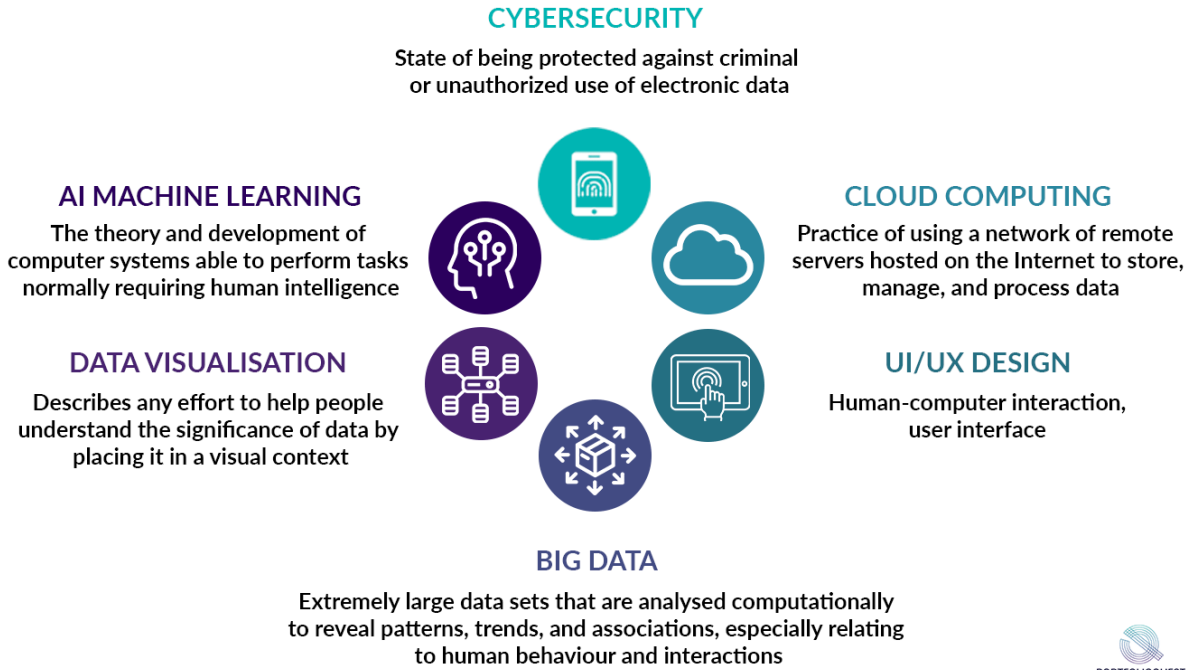 CYBERSECURITY
State of being protected against criminal
or unauthorized use of electronic data
AI MACHINE LEARNING
The theory and development of
computer systems able to perform tasks
normally requiring human intelligence
CLOUD COMPUTING
Practice of using a network of remote
servers hosted on the Internet to store,
manage, and process data
DATA VISUALISATION
Describes any effort to help people
understand the significance of data by
placing it in a visual context
UI/UX DESIGN
Human-computer interaction,
user interface
BIG DATA
Extremely large data sets that are analysed computationally
to reveal patterns, trends, and associations, especially relating
to human behaviour and interactions